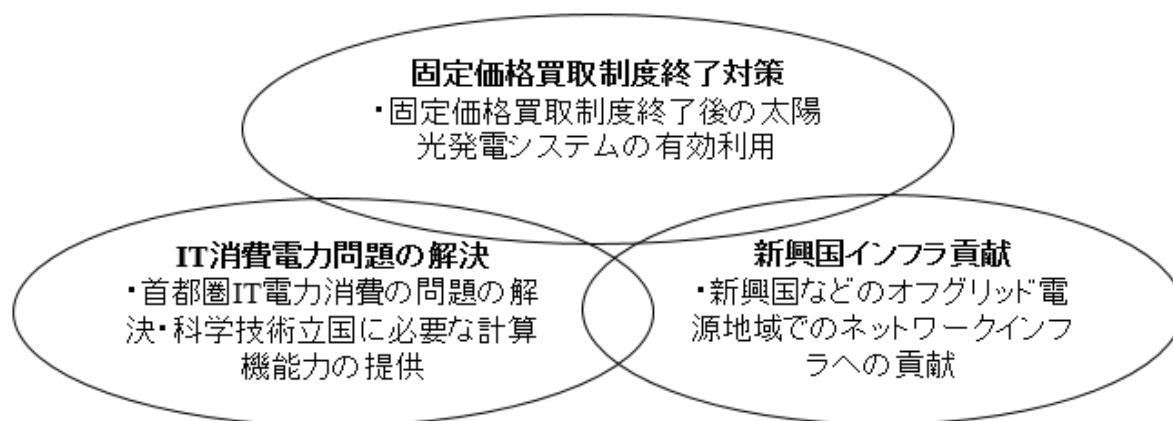 固定価格買取制度終了対策
・固定価格買取制度終了後の太陽
光発電システムの有効利用
IT消費電力問題の解決
・首都圏IT電力消費の問題の解
決・科学技術立国に必要な計算
機能力の提供
新興国インフラ貢献
・新興国などのオフグリッド電
源地域でのネットワークインフ
ラへの貢献